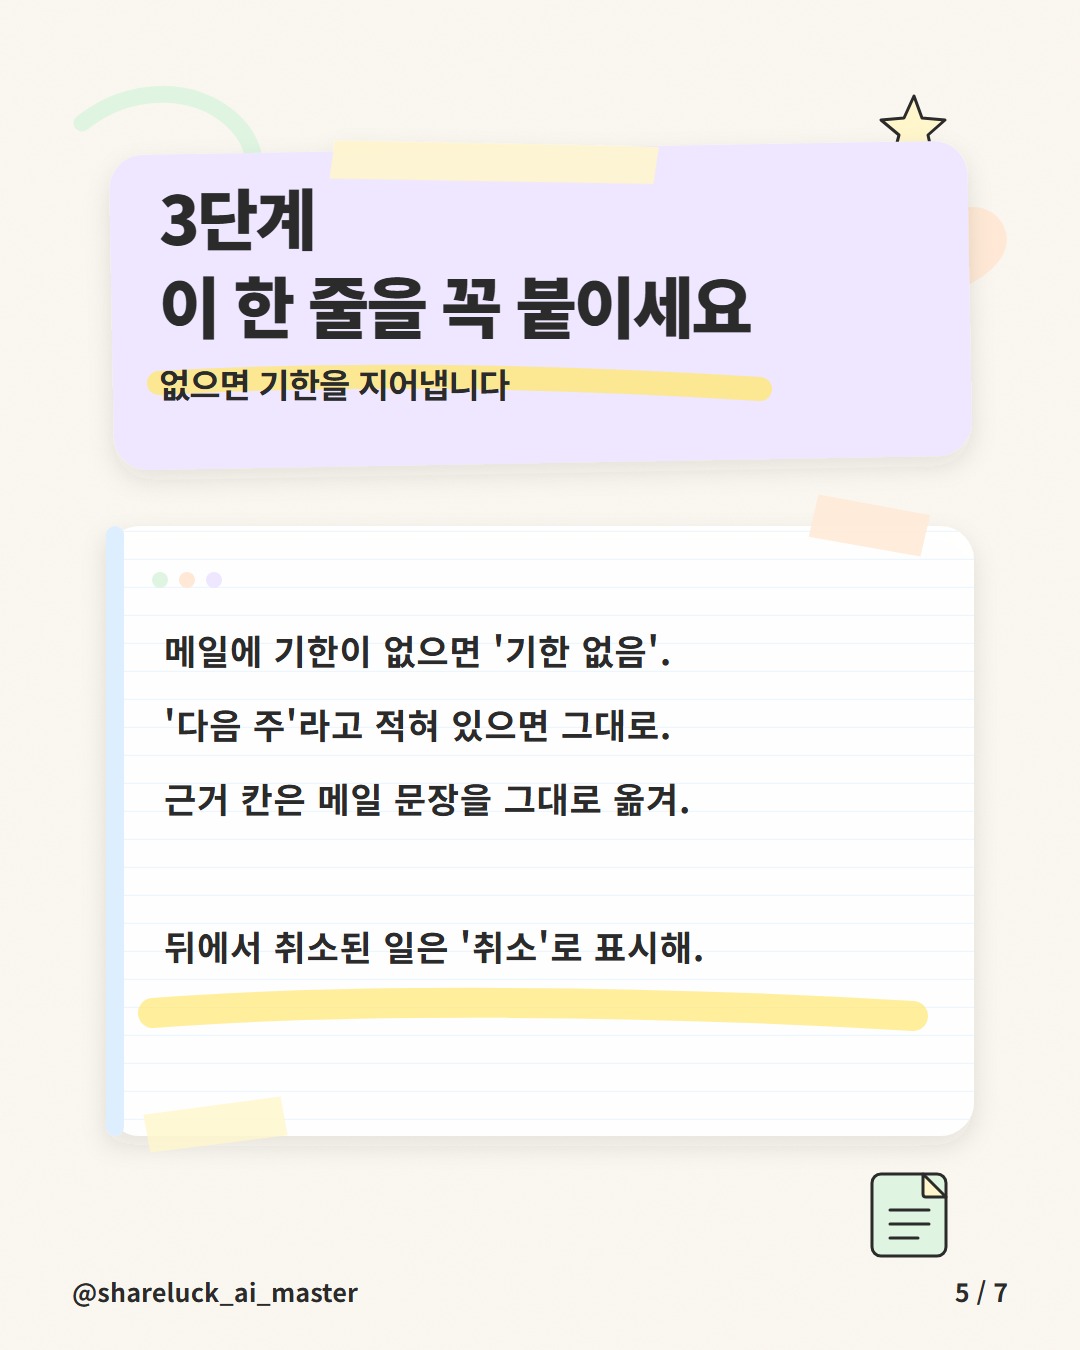 3단계
이 한 줄을 꼭 붙이세요
없으면 기한을 지어냅니다
메일에 기한이 없으면 '기한 없음'.
'다음 주'라고 적혀 있으면 그대로.
근거 칸은 메일 문장을 그대로 옮겨.
뒤에서 취소된 일은 '취소'로 표시해.
@shareluck_ai_master
5 / 7